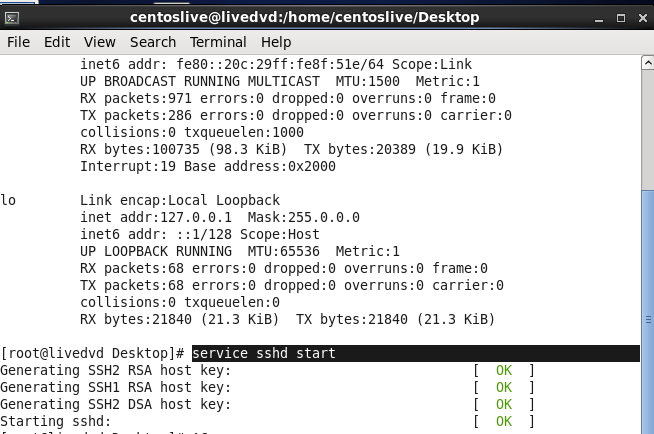 centoslive@livedvd:/home/centoslive/Desktop
File Edit View Search Terminal Help
inet6 addr: fe80::20c:29ff:fe8f:51e/64 Scope:Link
UP BROADCAST RUNNING MULTICAST  MTU:1500  Metric:1
RX packets:971 errors:0 dropped:0 overruns:0 frame:0
TX packets:286 errors:0 dropped:0 overruns:0 carrier:0
collisions:0 txqueuelen:1000
RX bytes:100735 (98.3 KiB)  TX bytes:20389 (19.9 KiB)
Interrupt:19 Base address:0x2000
lo        Link encap:Local Loopback
inet addr:127.0.0.1  Mask:255.0.0.0
inet6 addr: ::1/128 Scope:Host
UP LOOPBACK RUNNING  MTU:65536  Metric:1
RX packets:68 errors:0 dropped:0 overruns:0 frame:0
TX packets:68 errors:0 dropped:0 overruns:0 carrier:0
collisions:0 txqueuelen:0
RX bytes:21840 (21.3 KiB)  TX bytes:21840 (21.3 KiB)
[root@livedvd Desktop]# service sshd start
Generating SSH2 RSA host key:                              [  OK  ]
Generating SSH1 RSA host key:                              [  OK  ]
Generating SSH2 DSA host key:                              [  OK  ]
Starting sshd:                                             [  OK  ]